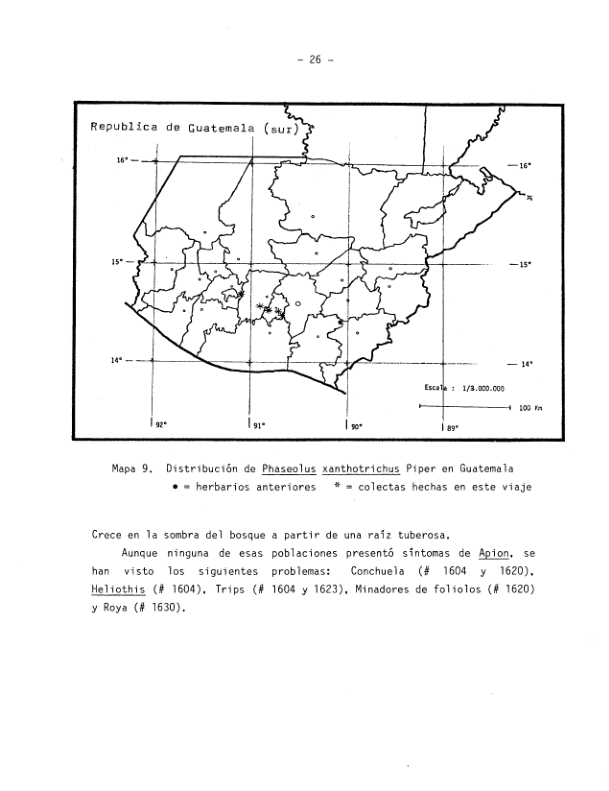 - 26 -
Republica de Guatemala (sur)
16° 16°
15° 15°
14° 14°
Escala : 1/3.000.000
100 Km
92° 91° 90° 89°
Mapa 9. Distribución de Phaseolus xanthotrichus Piper en Guatemala
● = herbarios anteriores * = colectas hechas en este viaje
Crece en la sombra del bosque a partir de una raíz tuberosa.
Aunque ninguna de esas poblaciones presentó síntomas de Apion, se
han visto los siguientes problemas: Conchuela (# 1604 y 1620),
Heliothis (# 1604), Trips (# 1604 y 1623), Minadores de foliolos (# 1620)
y Roya (# 1630).